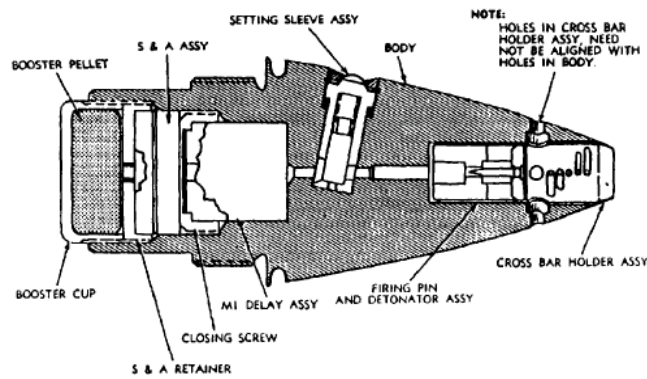 SETTING SLEEVE ASSY
NOTE:
HOLES IN CROSS BAR
HOLDER ASSY, NEED
NOT BE ALIGNED WITH
HOLES IN BODY.
S & A ASSY
BODY
BOOSTER PELLET
CROSS BAR HOLDER ASSY
FIRING PIN
AND DETONATOR ASSY
BOOSTER CUP
M1 DELAY ASSY
CLOSING SCREW
S & A RETAINER